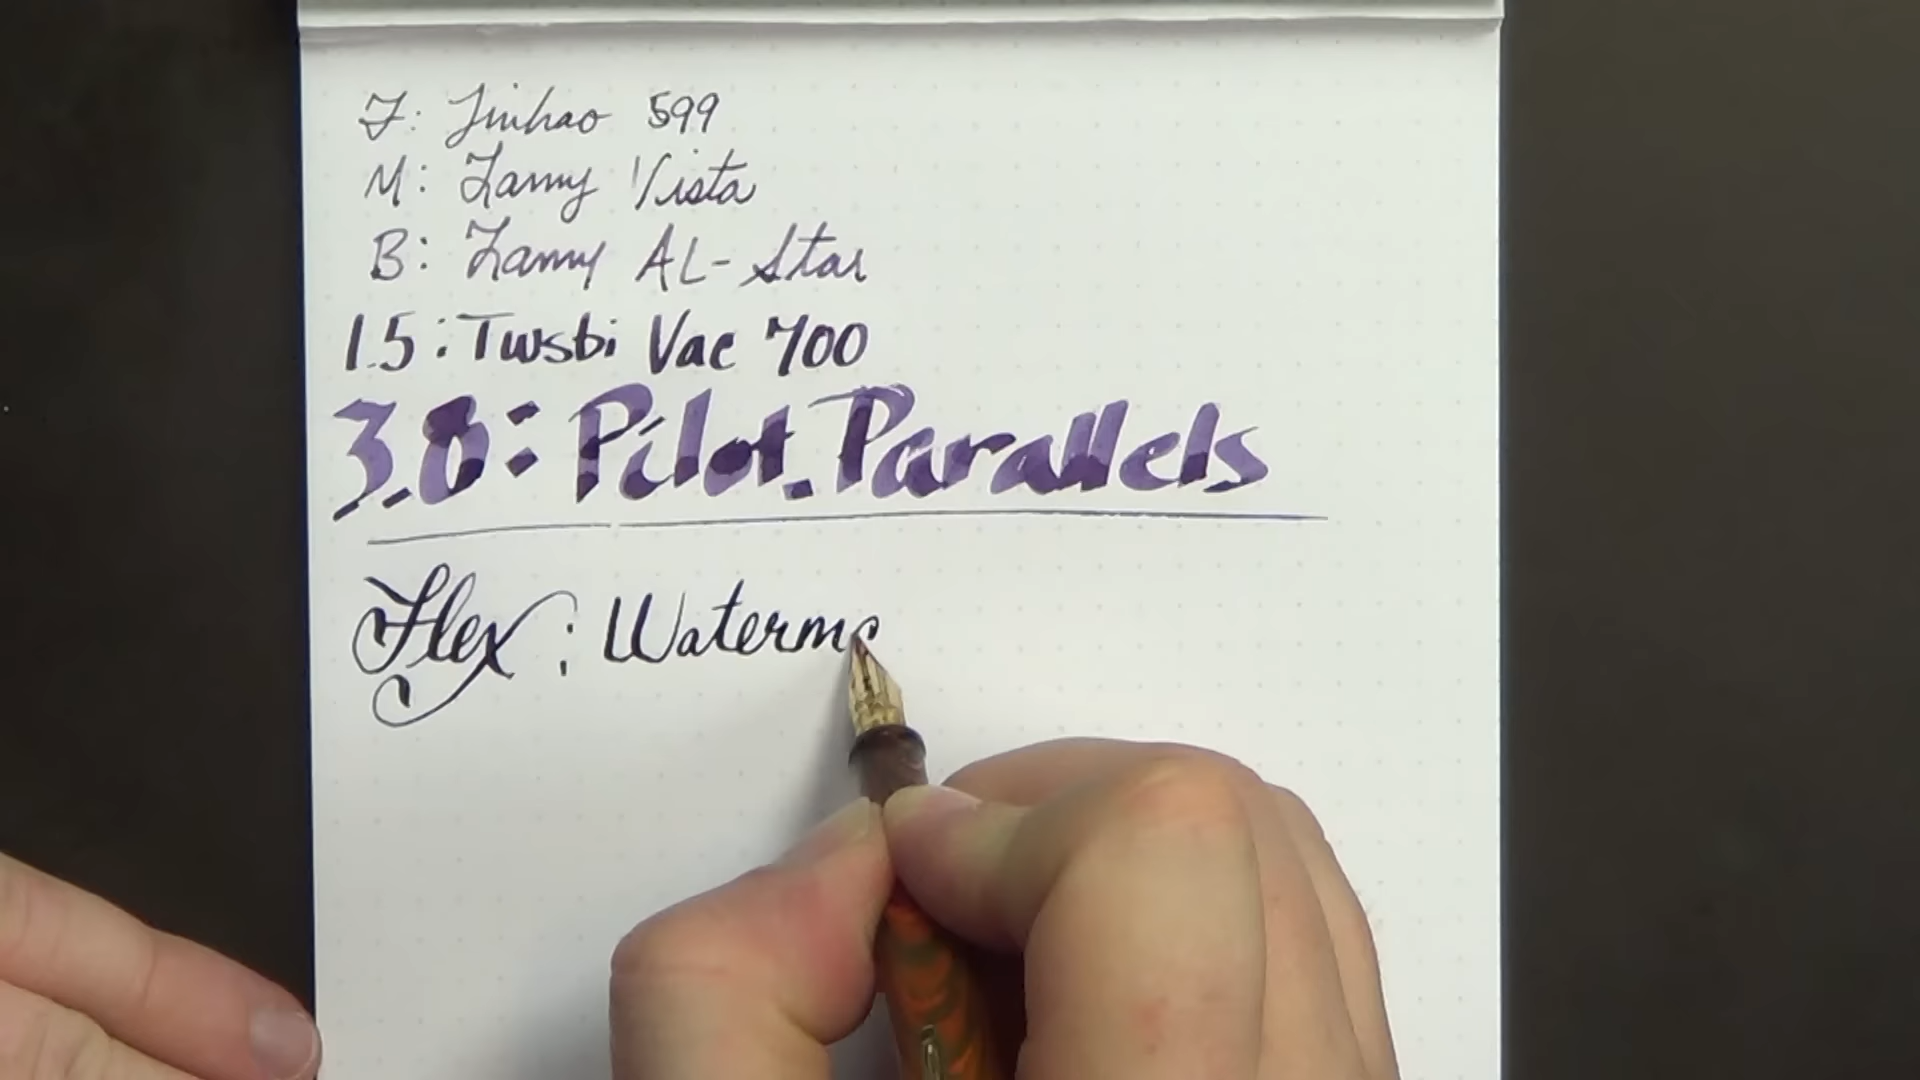 F: Jinhao 599
M: Lamy Vista
B: Lamy AL-Star
1.5: Twsbi Vac 700
3.8: Pilot Parallels
Flex: Waterma